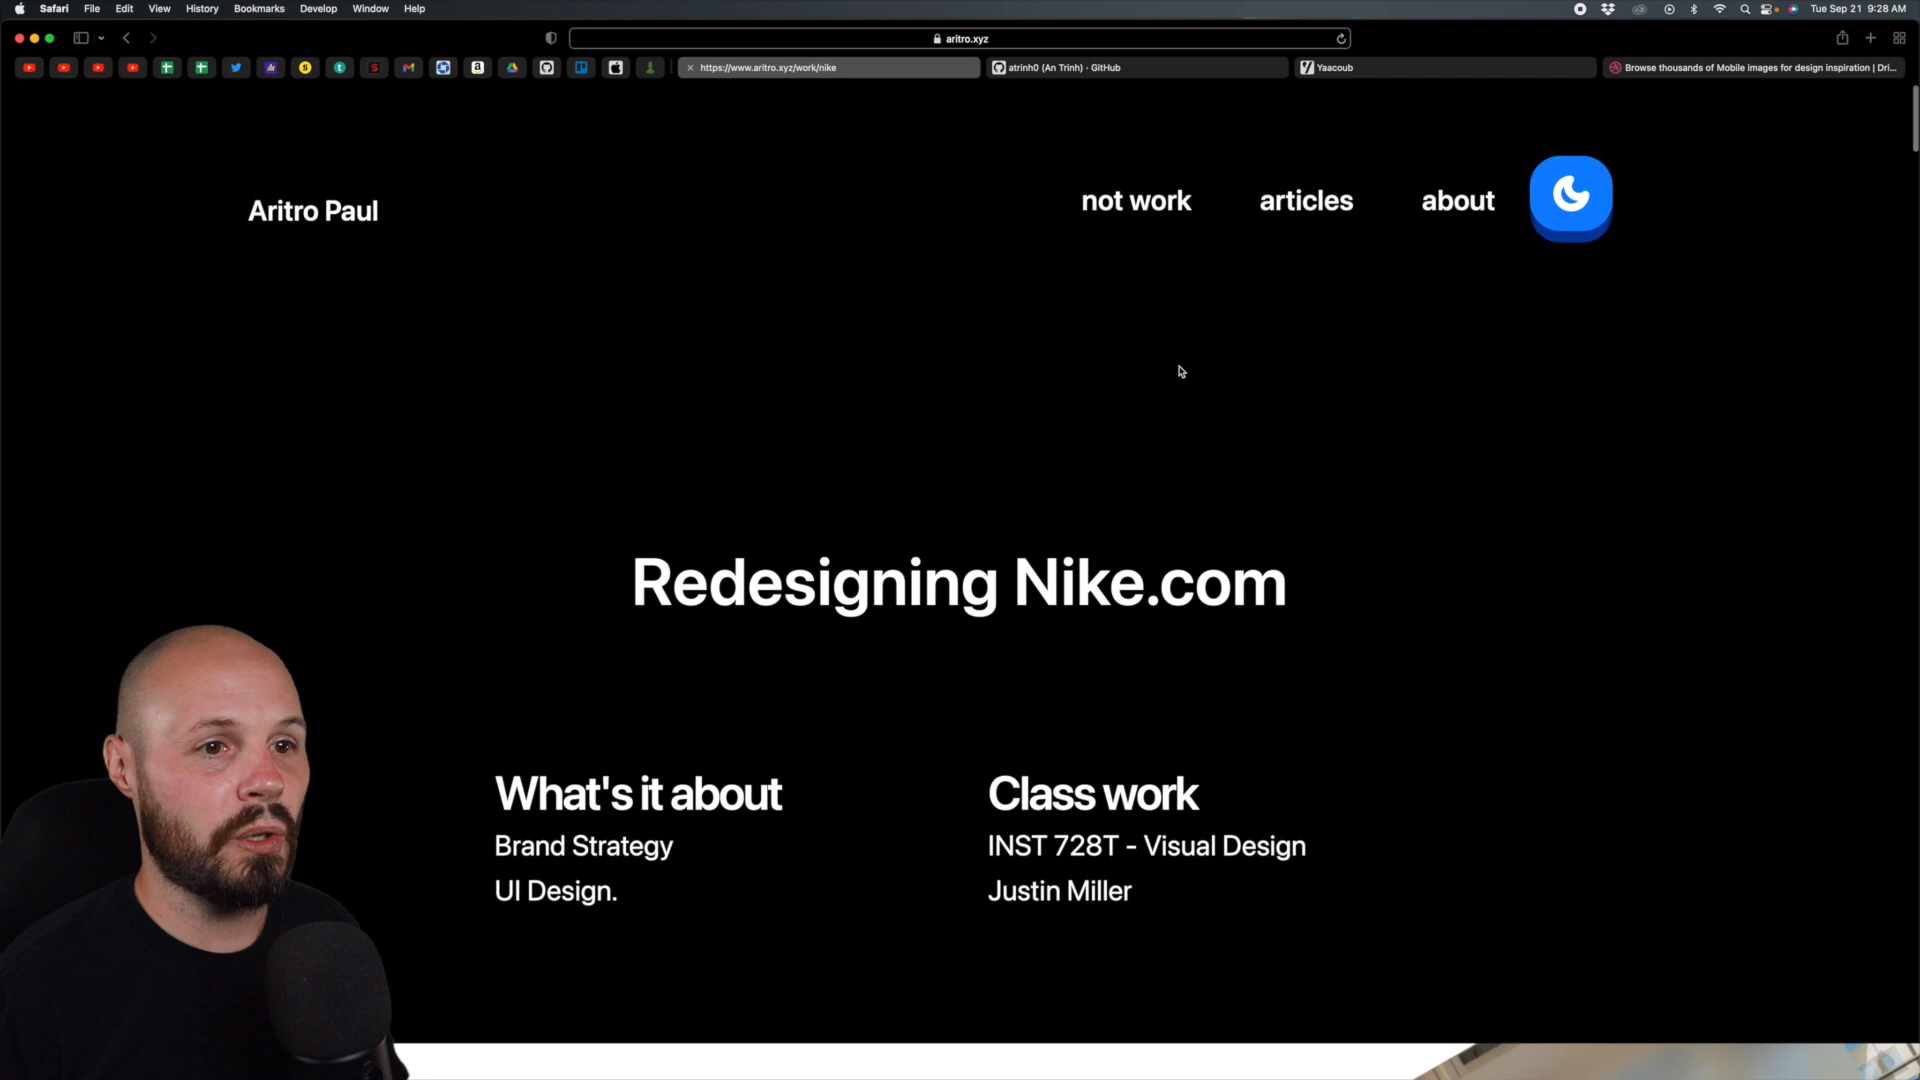 Safari File Edit View History Bookmarks Develop Window Help
Tue Sep 21 9:28 AM
aritro.xyz
https://www.aritro.xyz/work/nike
atrinh0 (An Trinh) · GitHub
Yaacoub
Browse thousands of Mobile images for design inspiration | Dri...
Aritro Paul
not work
articles
about
Redesigning Nike.com
What's it about
Brand Strategy
UI Design.
Class work
INST 728T - Visual Design
Justin Miller